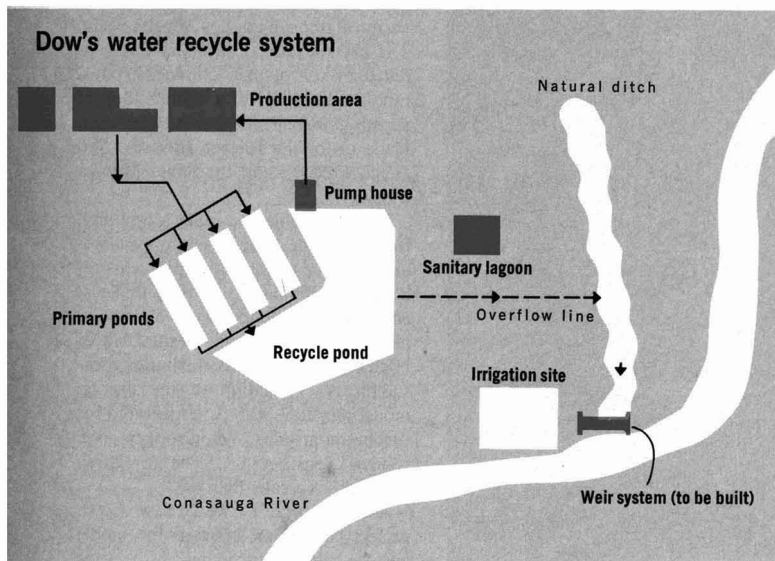 Dow's water recycle system
Natural ditch
Production area
Pump house
Sanitary lagoon
Primary ponds
Overflow line
Recycle pond
Irrigation site
Conasauga River
Weir system (to be built)